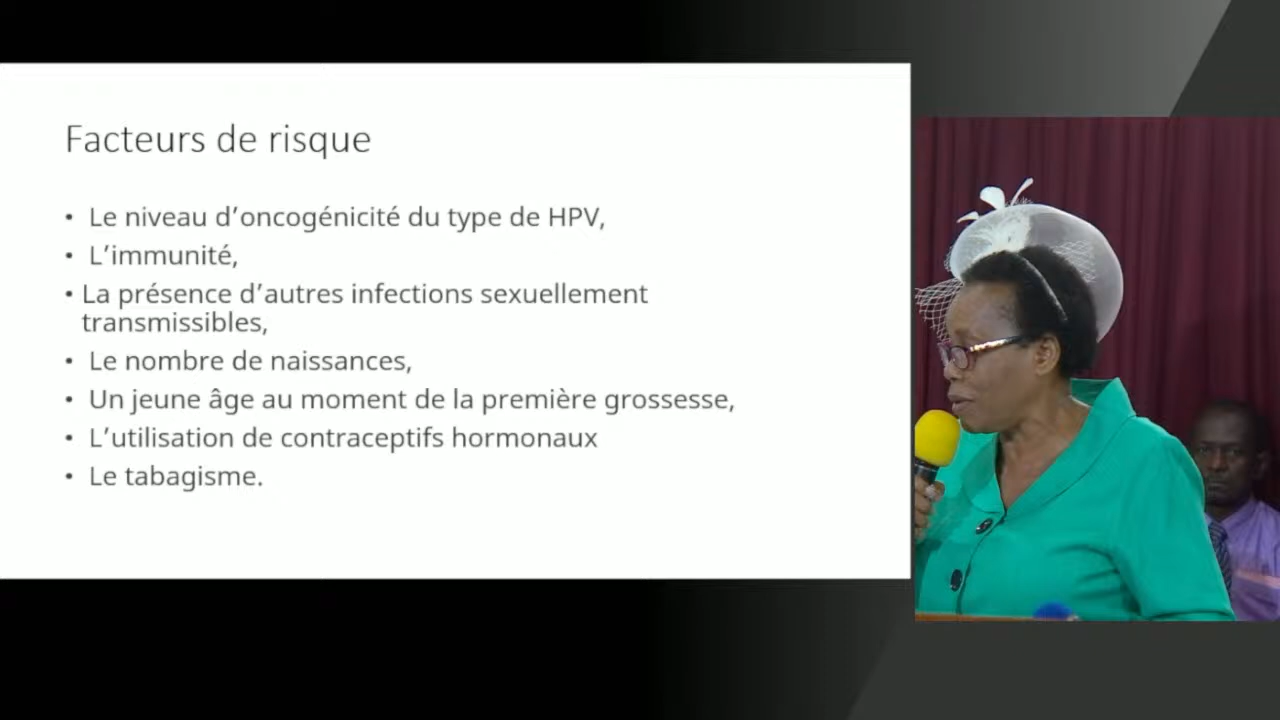 Facteurs de risque
• Le niveau d’oncogénicité du type de HPV,
• L’immunité,
• La présence d’autres infections sexuellement
transmissibles,
• Le nombre de naissances,
• Un jeune âge au moment de la première grossesse,
• L’utilisation de contraceptifs hormonaux
• Le tabagisme.